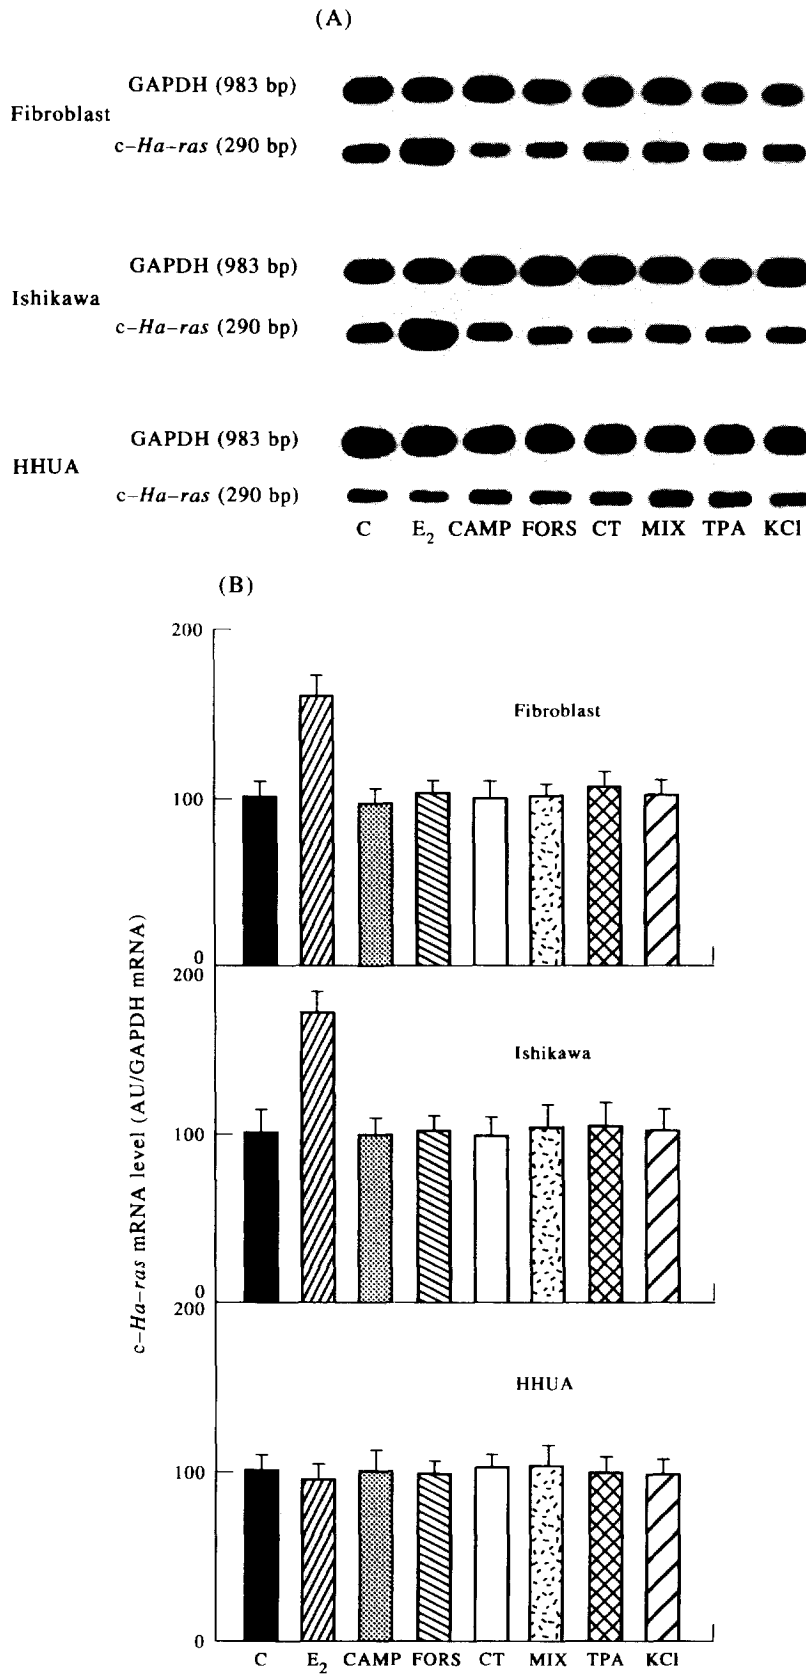 (A)
GAPDH (983 bp)
Fibroblast
c-Ha-ras (290 bp)
GAPDH (983 bp)
Ishikawa
c-Ha-ras (290 bp)
GAPDH (983 bp)
HHUA
c-Ha-ras (290 bp)
C E2 CAMP FORS CT MIX TPA KCl
(B)
c-Ha-ras mRNA level (AU/GAPDH mRNA)
200
Fibroblast
100
0
200
Ishikawa
100
0
200
HHUA
100
0
C E2 CAMP FORS CT MIX TPA KCl